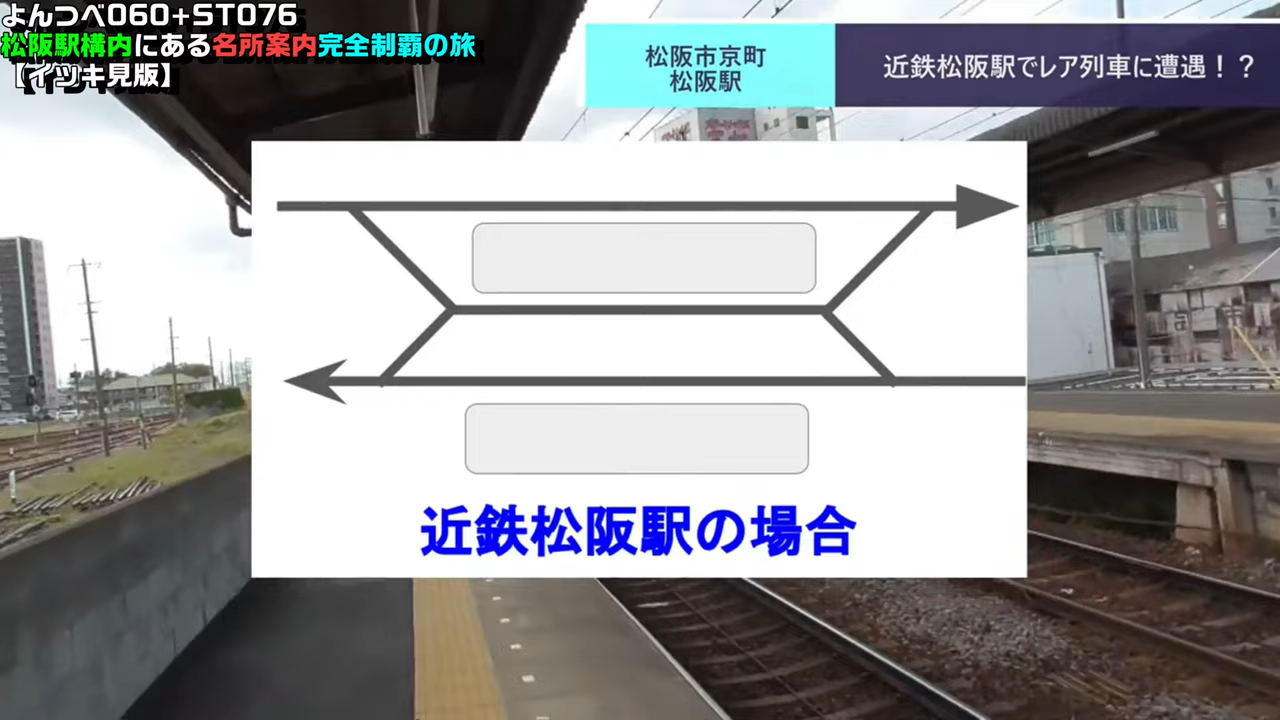 よんつべ060+ST076
松阪駅構内にある名所案内完全制覇の旅
【イツキ見版】
松阪市京町
松阪駅
近鉄松阪駅でレア列車に遭遇！？
近鉄松阪駅の場合